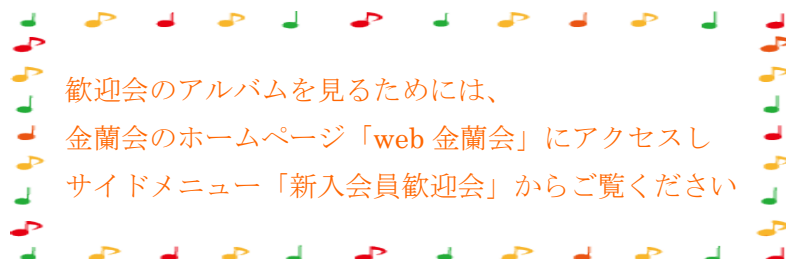 歓迎会のアルバムを見るためには、
金蘭会のホームページ「web 金蘭会」にアクセスし
サイドメニュー「新入会員歓迎会」からご覧ください